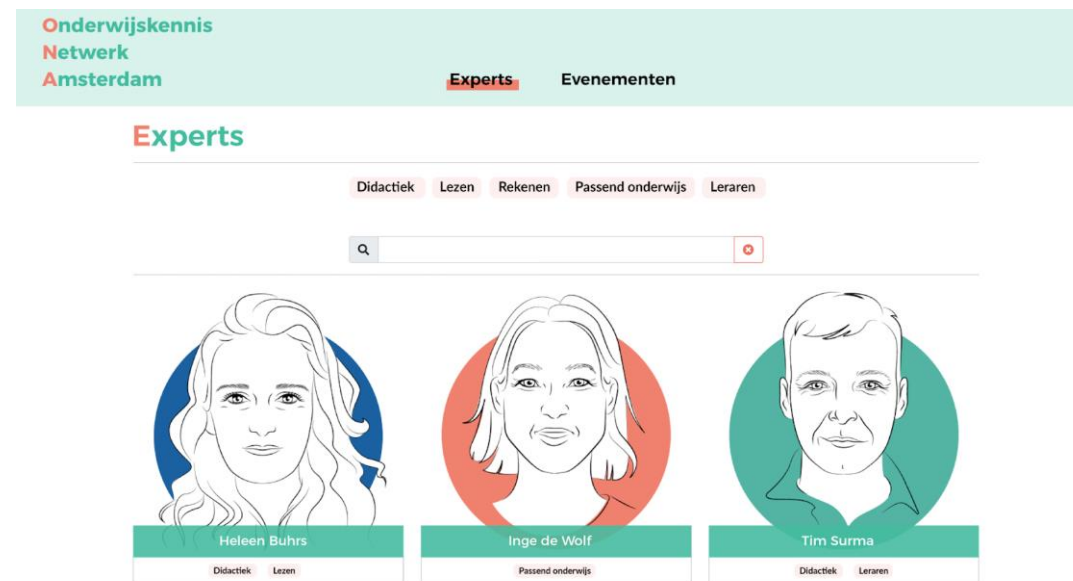 Onderwijskennis
Netwerk
Amsterdam
Experts Evenementen
Experts
Didactiek Lezen Rekenen Passend onderwijs Leraren
Heleen Buhrs Inge de Wolf Tim Surma
Didactiek Lezen Passend onderwijs Didactiek Leraren